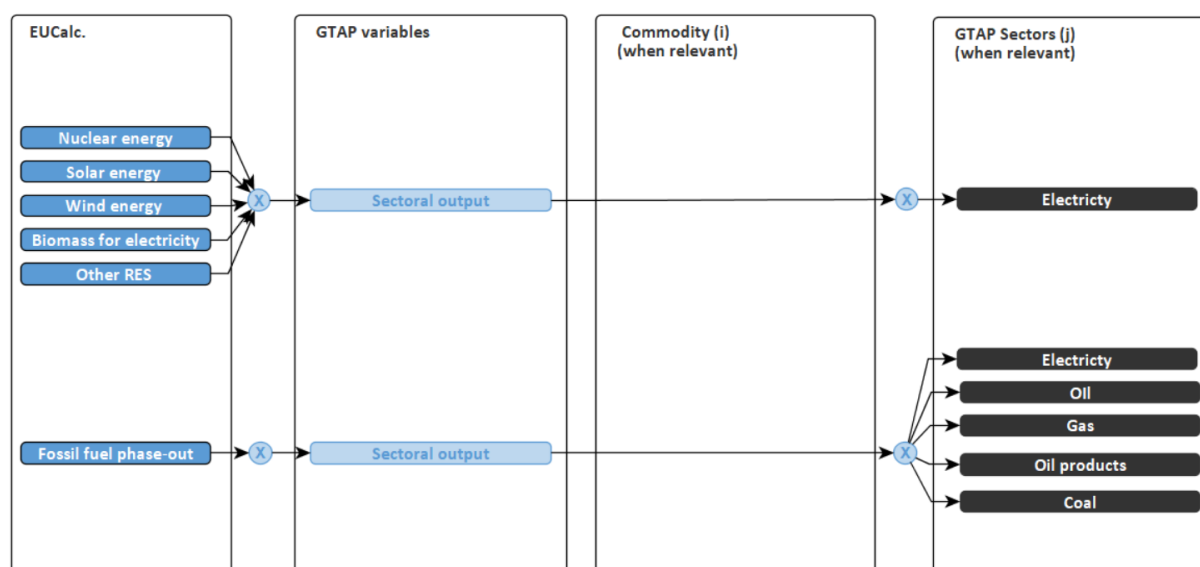 EUCalc.
GTAP variables
Commodity (i)
(when relevant)
GTAP Sectors (j)
(when relevant)
Nuclear energy
Solar energy
Wind energy
Biomass for electricity
Other RES
X
Sectoral output
X
Electricty
Fossil fuel phase-out
X
Sectoral output
X
Electricty
OIl
Gas
Oil products
Coal